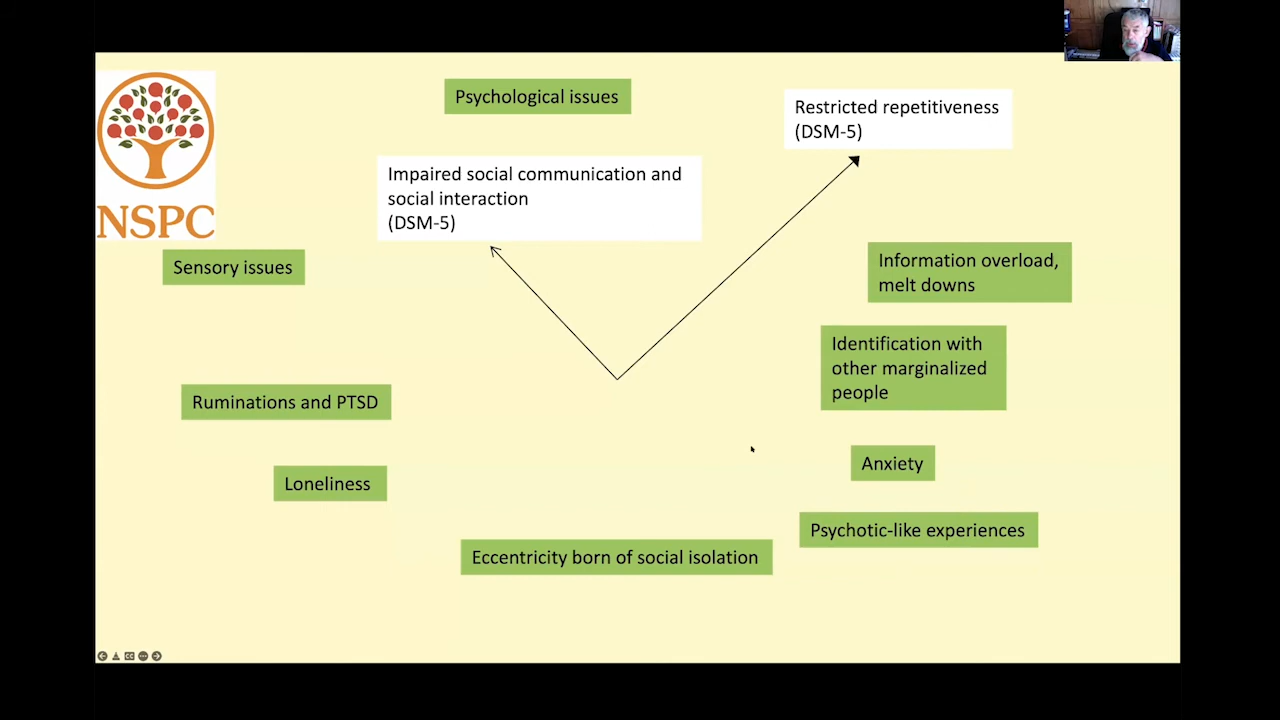 Psychological issues
Restricted repetitiveness
(DSM-5)
Impaired social communication and
social interaction
(DSM-5)
NSPC
Sensory issues
Information overload,
melt downs
Identification with
other marginalized
people
Ruminations and PTSD
Anxiety
Loneliness
Psychotic-like experiences
Eccentricity born of social isolation